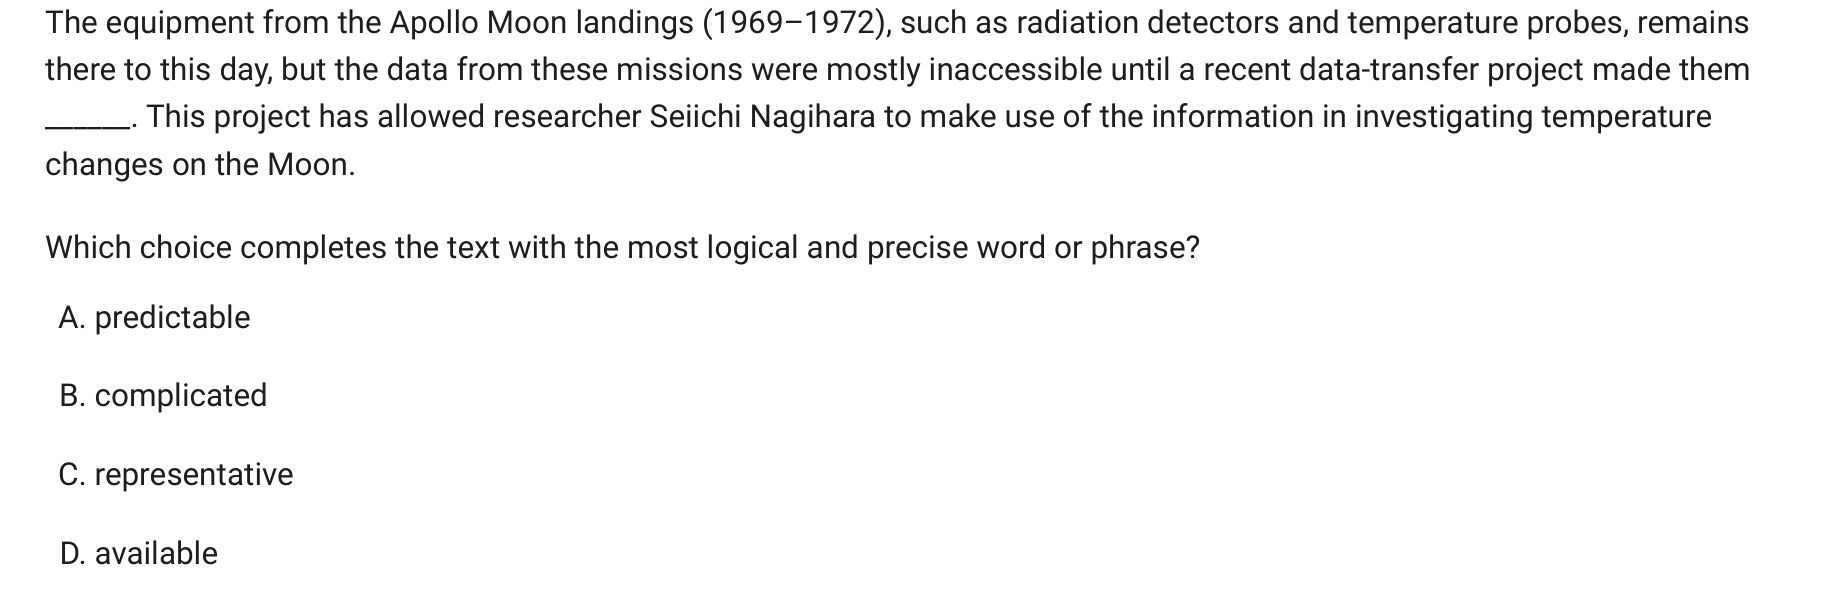 The equipment from the Apollo Moon landings (1969–1972), such as radiation detectors and temperature probes, remains
there to this day, but the data from these missions were mostly inaccessible until a recent data-transfer project made them
______. This project has allowed researcher Seiichi Nagihara to make use of the information in investigating temperature
changes on the Moon.
Which choice completes the text with the most logical and precise word or phrase?
A. predictable
B. complicated
C. representative
D. available